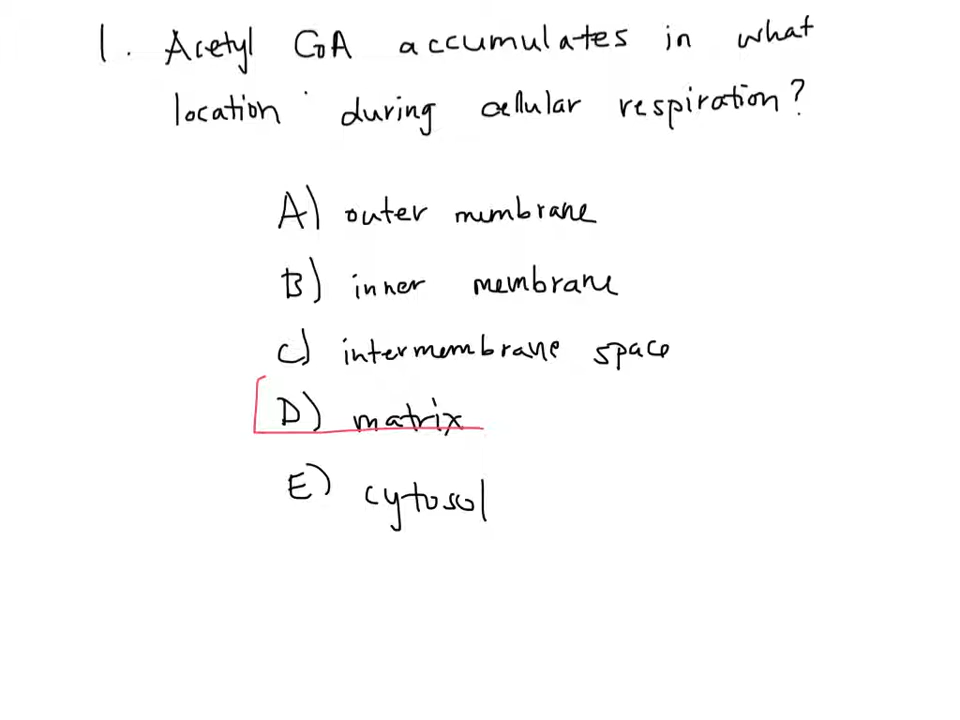 1. Acetyl CoA accumulates in what
location during cellular respiration?
A) outer membrane
B) inner membrane
C) intermembrane space
D) matrix
E) cytosol